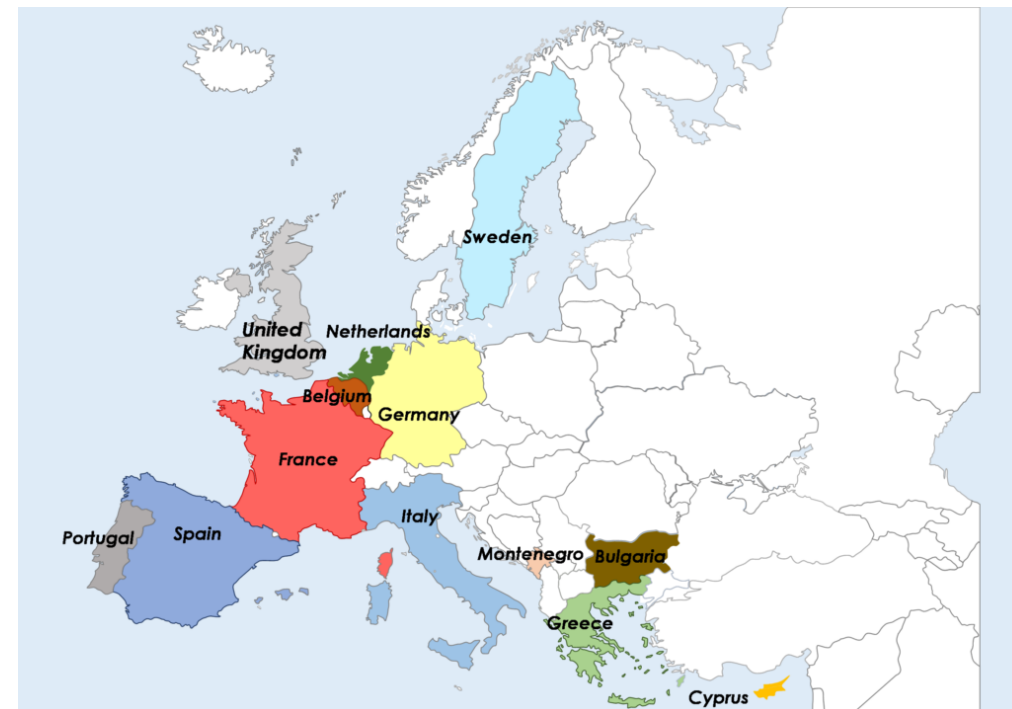 Sweden
United
Kingdom
Netherlands
Belgium
Germany
France
Italy
Portugal
Spain
Montenegro
Bulgaria
Greece
Cyprus